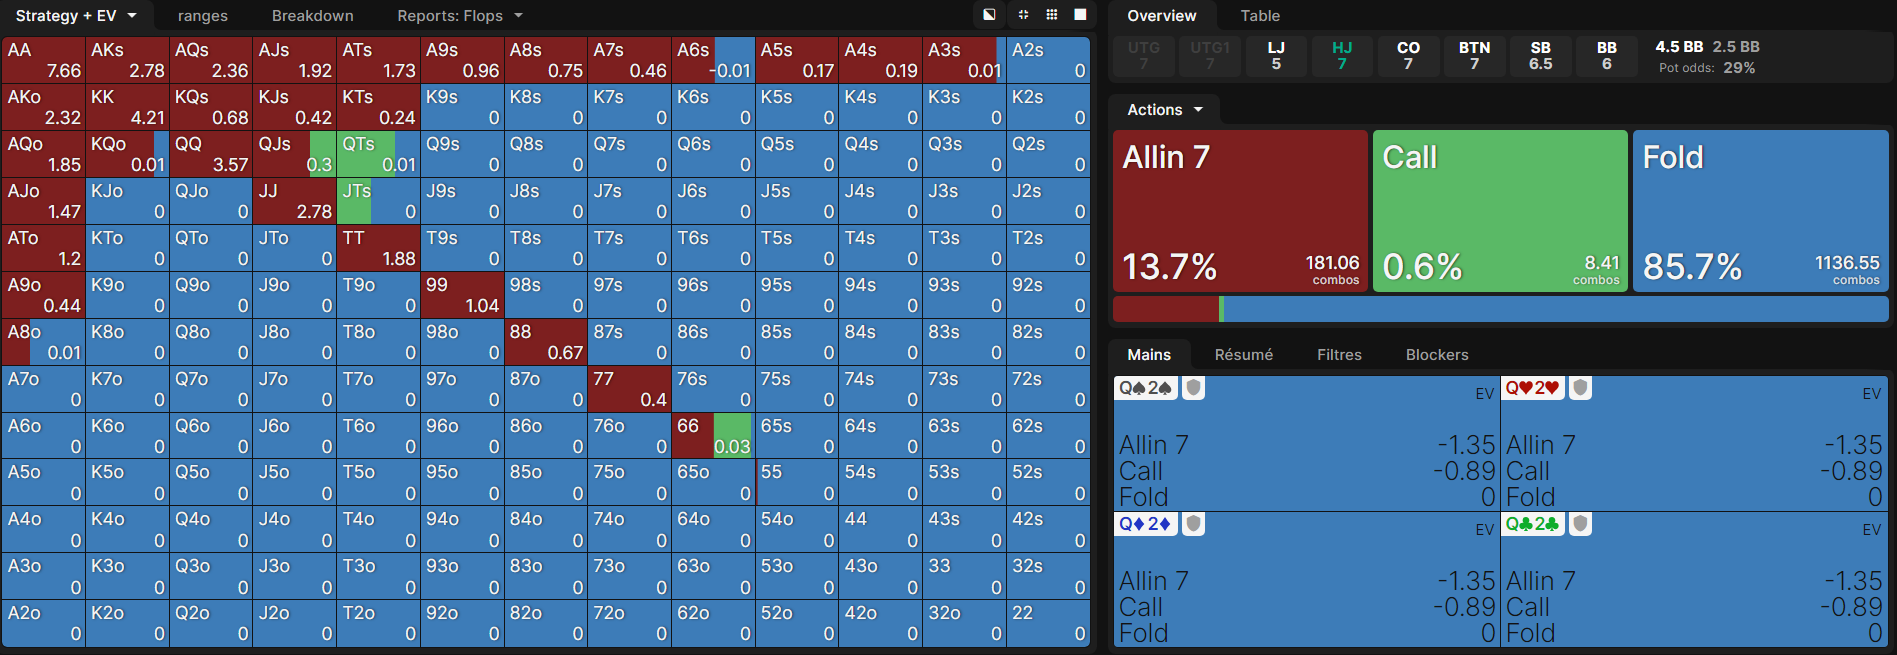 Strategy + EV ranges Breakdown Reports: Flops
AA AKs AQs AJs ATs A9s A8s A7s A6s A5s A4s A3s A2s
7.66 2.78 2.36 1.92 1.73 0.96 0.75 0.46 -0.01 0.17 0.19 0.01 0
AKo KK KQs KJs KTs K9s K8s K7s K6s K5s K4s K3s K2s
2.32 4.21 0.68 0.42 0.24 0 0 0 0 0 0 0 0
AQo KQo QQ QJs QTs Q9s Q8s Q7s Q6s Q5s Q4s Q3s Q2s
1.85 0.01 3.57 0.3 0.01 0 0 0 0 0 0 0 0
AJo KJo QJo JJ JTs J9s J8s J7s J6s J5s J4s J3s J2s
1.47 0 0 2.78 0 0 0 0 0 0 0 0 0
ATo KTo QTo JTo TT T9s T8s T7s T6s T5s T4s T3s T2s
1.2 0 0 0 1.88 0 0 0 0 0 0 0 0
A9o K9o Q9o J9o T9o 99 98s 97s 96s 95s 94s 93s 92s
0.44 0 0 0 0 1.04 0 0 0 0 0 0 0
A8o K8o Q8o J8o T8o 98o 88 87s 86s 85s 84s 83s 82s
0.01 0 0 0 0 0 0.67 0 0 0 0 0 0
A7o K7o Q7o J7o T7o 97o 87o 77 76s 75s 74s 73s 72s
0 0 0 0 0 0 0 0.4 0 0 0 0 0
A6o K6o Q6o J6o T6o 96o 86o 76o 66 65s 64s 63s 62s
0 0 0 0 0 0 0 0 0.03 0 0 0 0
A5o K5o Q5o J5o T5o 95o 85o 75o 65o 55 54s 53s 52s
0 0 0 0 0 0 0 0 0 0 0 0 0
A4o K4o Q4o J4o T4o 94o 84o 74o 64o 54o 44 43s 42s
0 0 0 0 0 0 0 0 0 0 0 0 0
A3o K3o Q3o J3o T3o 93o 83o 73o 63o 53o 43o 33 32s
0 0 0 0 0 0 0 0 0 0 0 0 0
A2o K2o Q2o J2o T2o 92o 82o 72o 62o 52o 42o 32o 22
0 0 0 0 0 0 0 0 0 0 0 0 0
Overview Table
UTG UTG1 LJ HJ CO BTN SB BB 4.5 BB 2.5 BB
7 7 5 7 7 7 6.5 6 Pot odds: 29%
Actions
Allin 7 Call Fold
13.7% 181.06 combos 0.6% 8.41 combos 85.7% 1136.55 combos
Mains Résumé Filtres Blockers
Q♠2♠ EV Q♥2♥ EV
Allin 7 -1.35 Allin 7 -1.35
Call -0.89 Call -0.89
Fold 0 Fold 0
Q♦2♦ EV Q♣2♣ EV
Allin 7 -1.35 Allin 7 -1.35
Call -0.89 Call -0.89
Fold 0 Fold 0